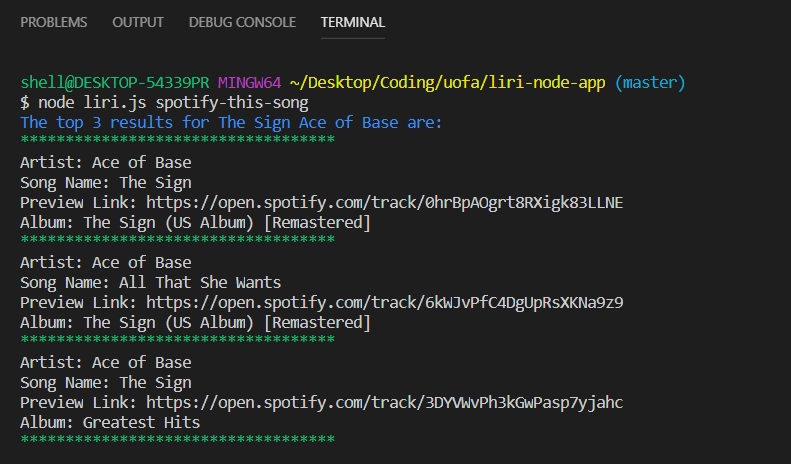 PROBLEMS OUTPUT DEBUG CONSOLE TERMINAL
shell@DESKTOP-54339PR MINGW64 ~/Desktop/Coding/uofa/liri-node-app (master)
$ node liri.js spotify-this-song
The top 3 results for The Sign Ace of Base are:
***********************************
Artist: Ace of Base
Song Name: The Sign
Preview Link: https://open.spotify.com/track/0hrBpAOgrt8RXigk83LLNE
Album: The Sign (US Album) [Remastered]
***********************************
Artist: Ace of Base
Song Name: All That She Wants
Preview Link: https://open.spotify.com/track/6kWJvPfC4DgUpRsXKNa9z9
Album: The Sign (US Album) [Remastered]
***********************************
Artist: Ace of Base
Song Name: The Sign
Preview Link: https://open.spotify.com/track/3DYVWvPh3kGwPasp7yjahc
Album: Greatest Hits
***********************************